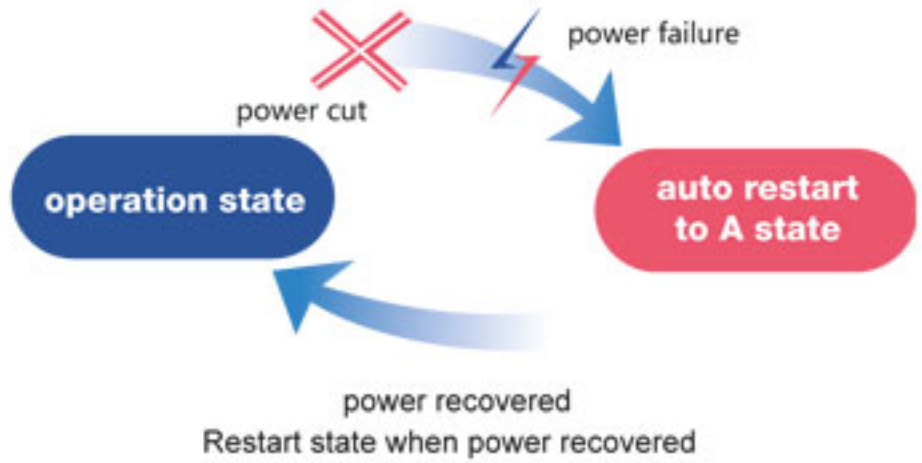 power failure
power cut
operation state
auto restart
to A state
power recovered
Restart state when power recovered